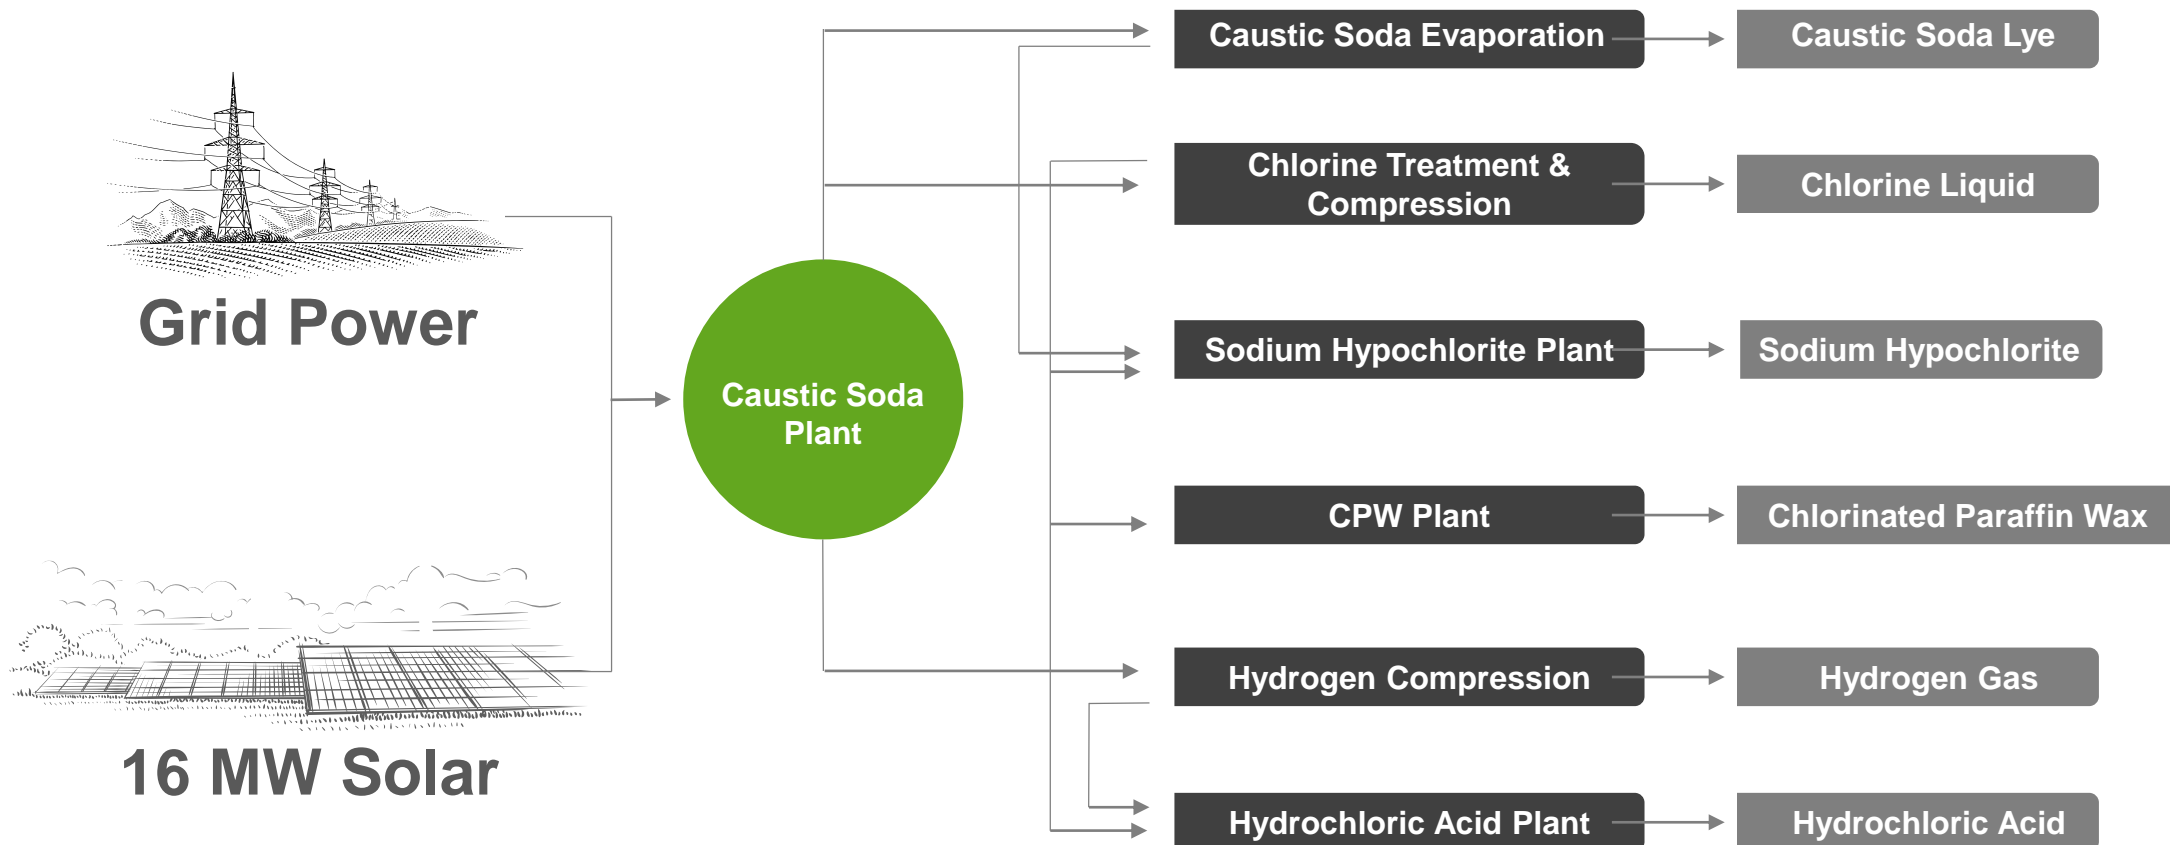 Grid Power
16 MW Solar
Caustic Soda
Plant
Caustic Soda Evaporation
Caustic Soda Lye
Chlorine Treatment &
Compression
Chlorine Liquid
Sodium Hypochlorite Plant
Sodium Hypochlorite
CPW Plant
Chlorinated Paraffin Wax
Hydrogen Compression
Hydrogen Gas
Hydrochloric Acid Plant
Hydrochloric Acid